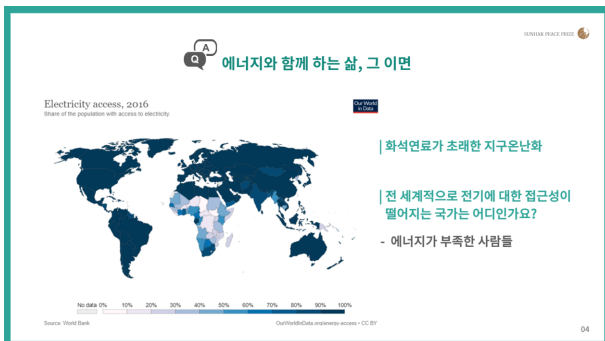 SUNHAK PEACE PRIZE
A
Q
에너지와 함께 하는 삶, 그 이면
Electricity access, 2016
Share of the population with access to electricity
Our World
in Data
화석연료가 초래한 지구온난화
전 세계적으로 전기에 대한 접근성이
떨어지는 국가는 어디인가요?
- 에너지가 부족한 사람들
No data 0% 10% 20% 30% 40% 50% 60% 70% 80% 90% 100%
Source: World Bank
OurWorldInData.org/energy-access • CC BY
04